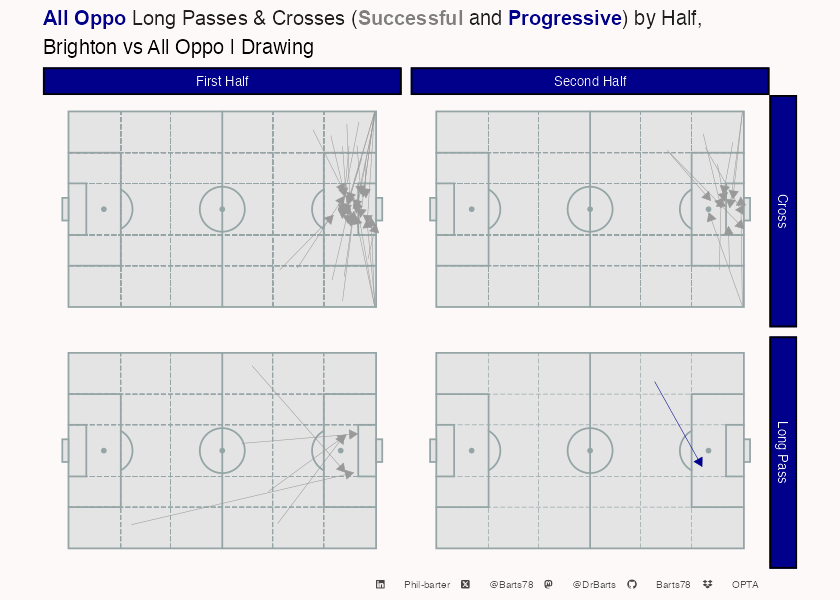 All Oppo Long Passes & Crosses (Successful and Progressive) by Half,
Brighton vs All Oppo | Drawing
First Half
Second Half
Cross
Long Pass
Phil-barter @Barts78 @DrBarts Barts78 OPTA